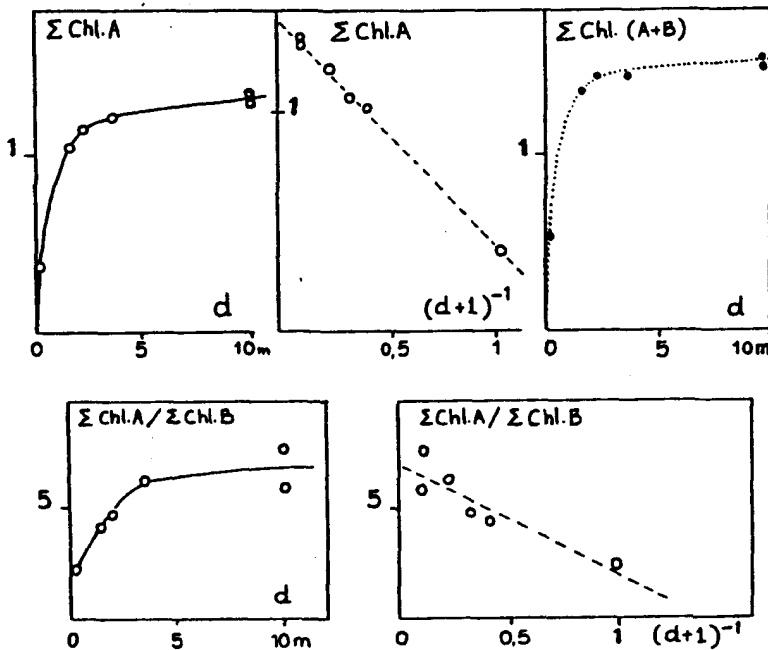 Σ Chl.A
1
d
0
5
10m
Σ Chl.A
1
(d+1)⁻¹
0,5
1
Σ Chl. (A+B)
1
d
0
5
10m
Σ Chl.A / Σ Chl.B
5
d
0
5
10 m
Σ Chl.A / Σ Chl.B
5
0
0,5
1
(d+1)⁻¹